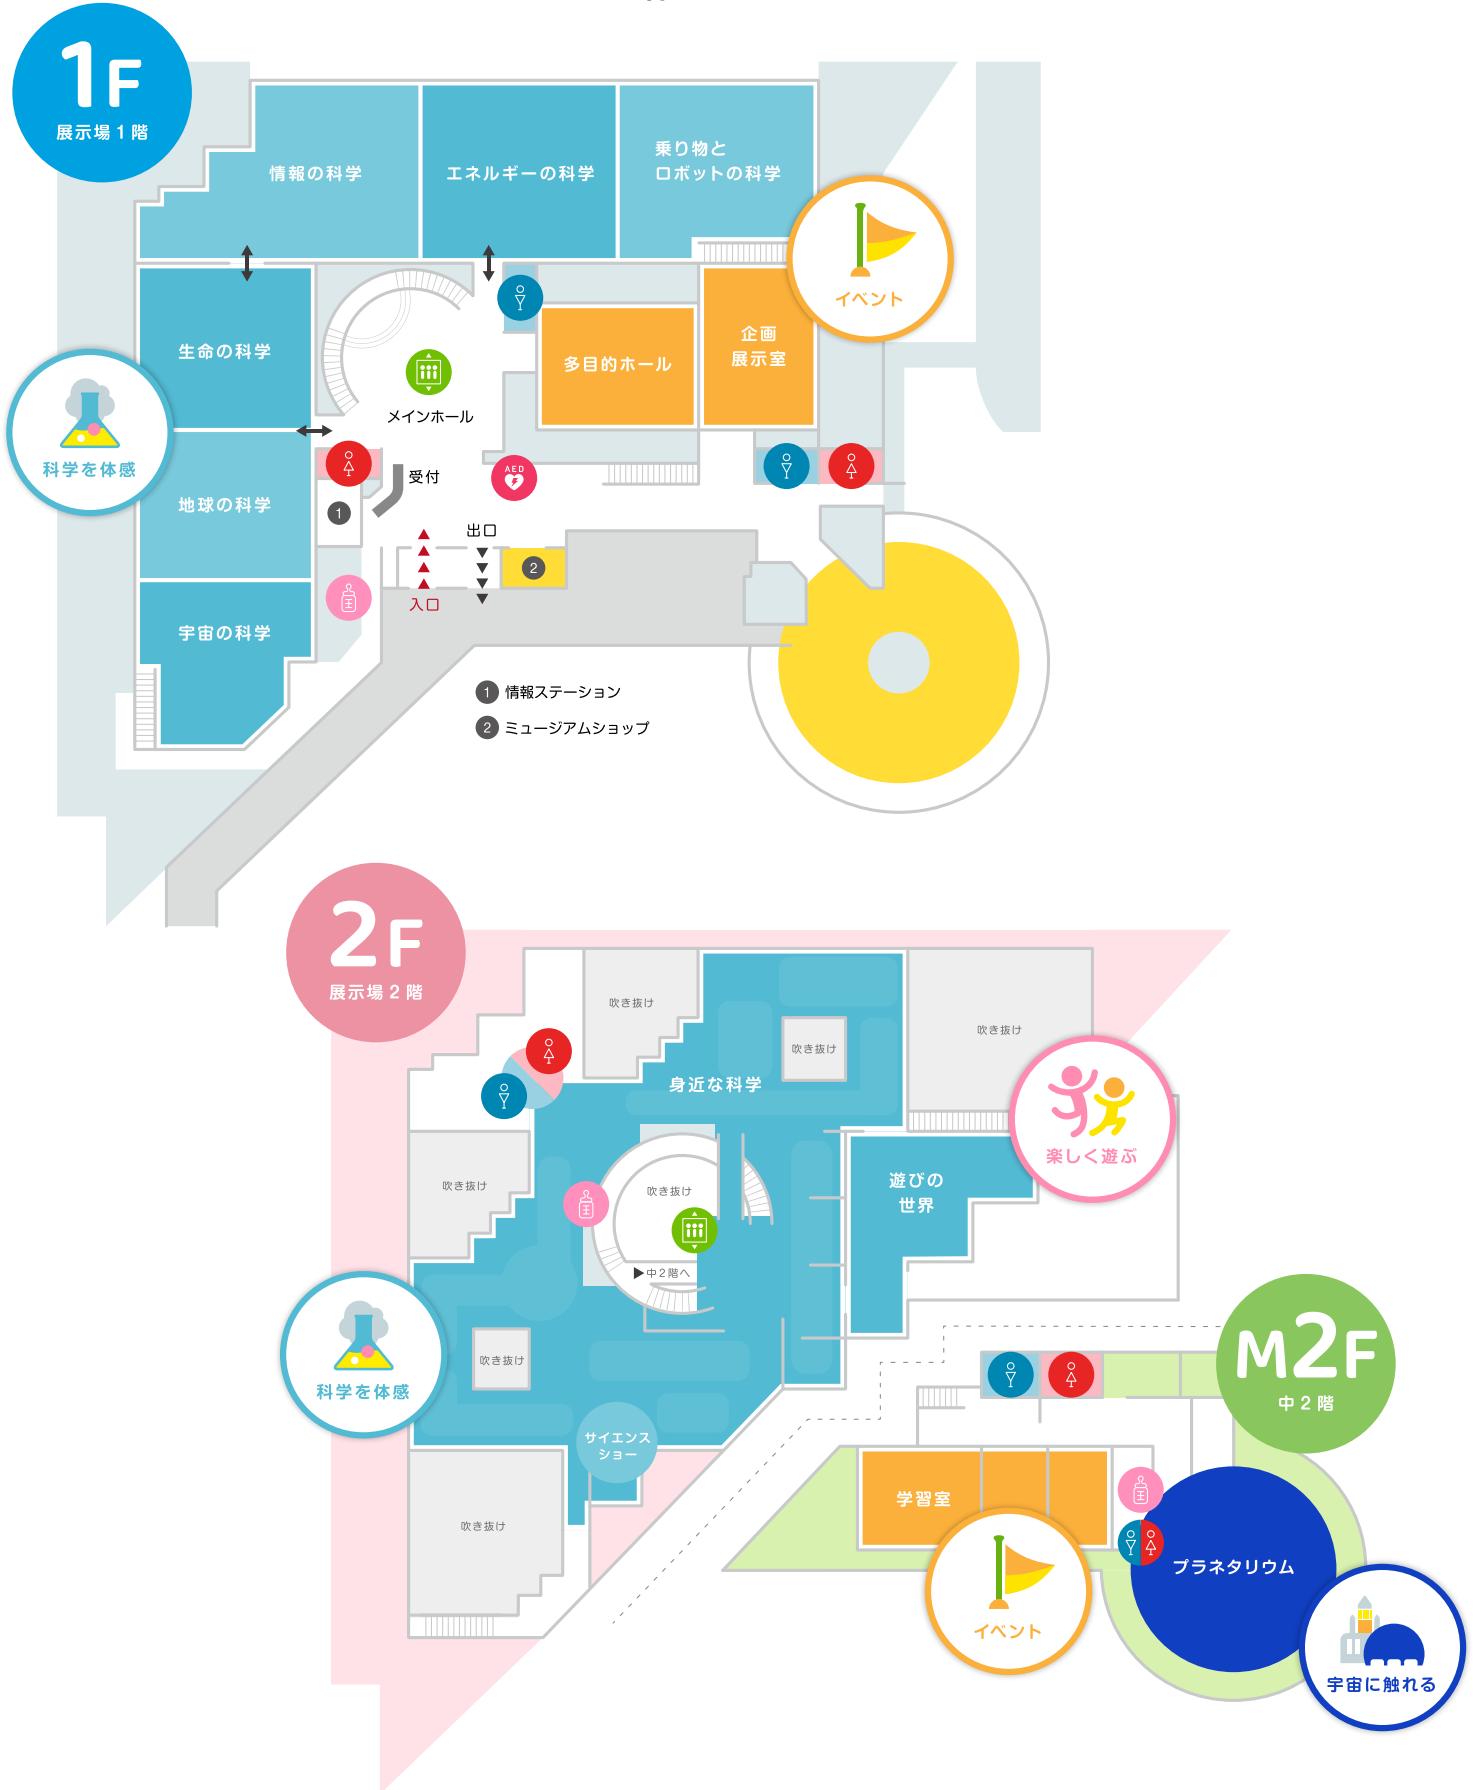 1F
展示場1階
情報の科学
エネルギーの科学
乗り物と
ロボットの科学
イベント
生命の科学
多目的ホール
企画
展示室
メインホール
科学を体感
受付
AED
地球の科学
1
出口
2
入口
宇宙の科学
1 情報ステーション
2 ミュージアムショップ
2F
展示場2階
吹き抜け
吹き抜け
吹き抜け
身近な科学
楽しく遊ぶ
吹き抜け
吹き抜け
遊びの
世界
▶中2階へ
吹き抜け
科学を体感
サイエンス
ショー
吹き抜け
M2F
中2階
学習室
プラネタリウム
イベント
宇宙に触れる